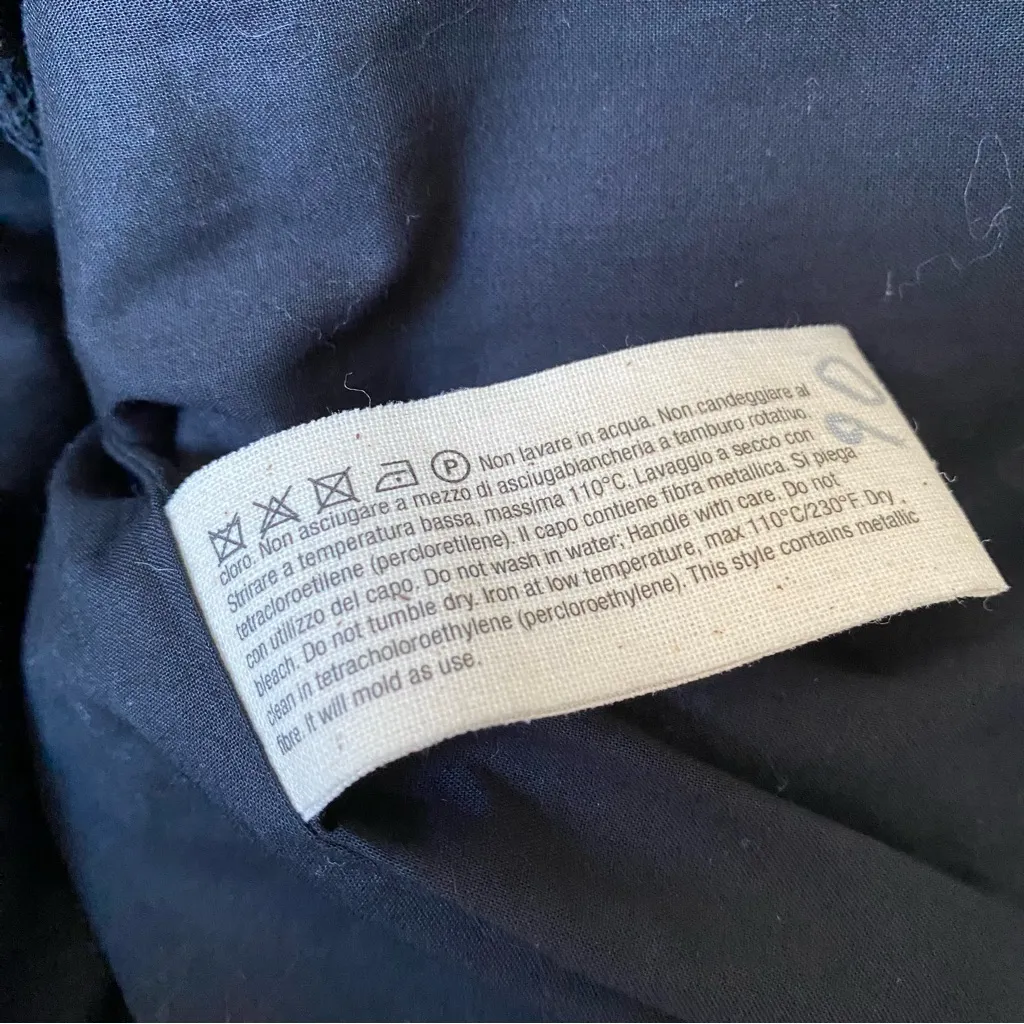 P Non lavare in acqua. Non candeggiare al
cloro. Non asciugare a mezzo di asciugabiancheria a tamburo rotativo.
Strirare a temperatura bassa, massima 110°C. Lavaggio a secco con
tetracloroetilene (percloretilene). Il capo contiene fibra metallica. Si piega
con utilizzo del capo. Do not wash in water. Handle with care. Do not
bleach. Do not tumble dry. Iron at low temperature, max 110°C/230°F. Dry
clean in tetracholoroethylene (percloroethylene). This style contains metallic
fibre. It will mold as use.